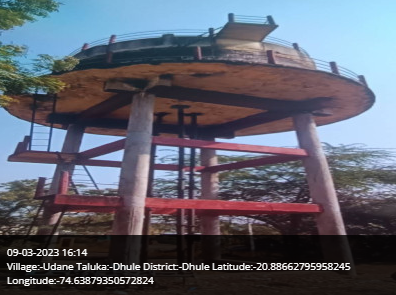 09-03-2023 16:14
Village:-Udane Taluka:-Dhule District:-Dhule Latitude:-20.88662795958245
Longitude:-74.63879350572824